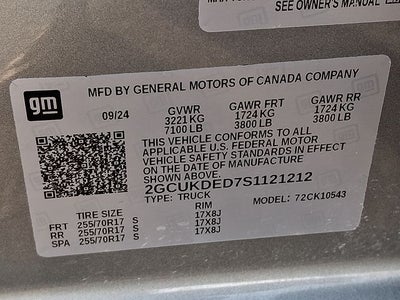 SEE OWNER'S MANUAL
gm
MFD BY GENERAL MOTORS OF CANADA COMPANY
09/24 GVWR GAWR FRT GAWR RR
3221 KG 1724 KG 1724 KG
7100 LB 3800 LB 3800 LB
THIS VEHICLE CONFORMS TO ALL
APPLICABLE U.S. FEDERAL MOTOR
VEHICLE SAFETY STANDARDS IN
EFFECT ON THE DATE OF MANUFACTURE
SHOWN ABOVE.
2GCUKDED7S1121212
TYPE: TRUCK MODEL: 72CK10543
TIRE SIZE RIM
FRT 255/70R17 S 17X8J
RR 255/70R17 S 17X8J
SPA 255/70R17 S 17X8J